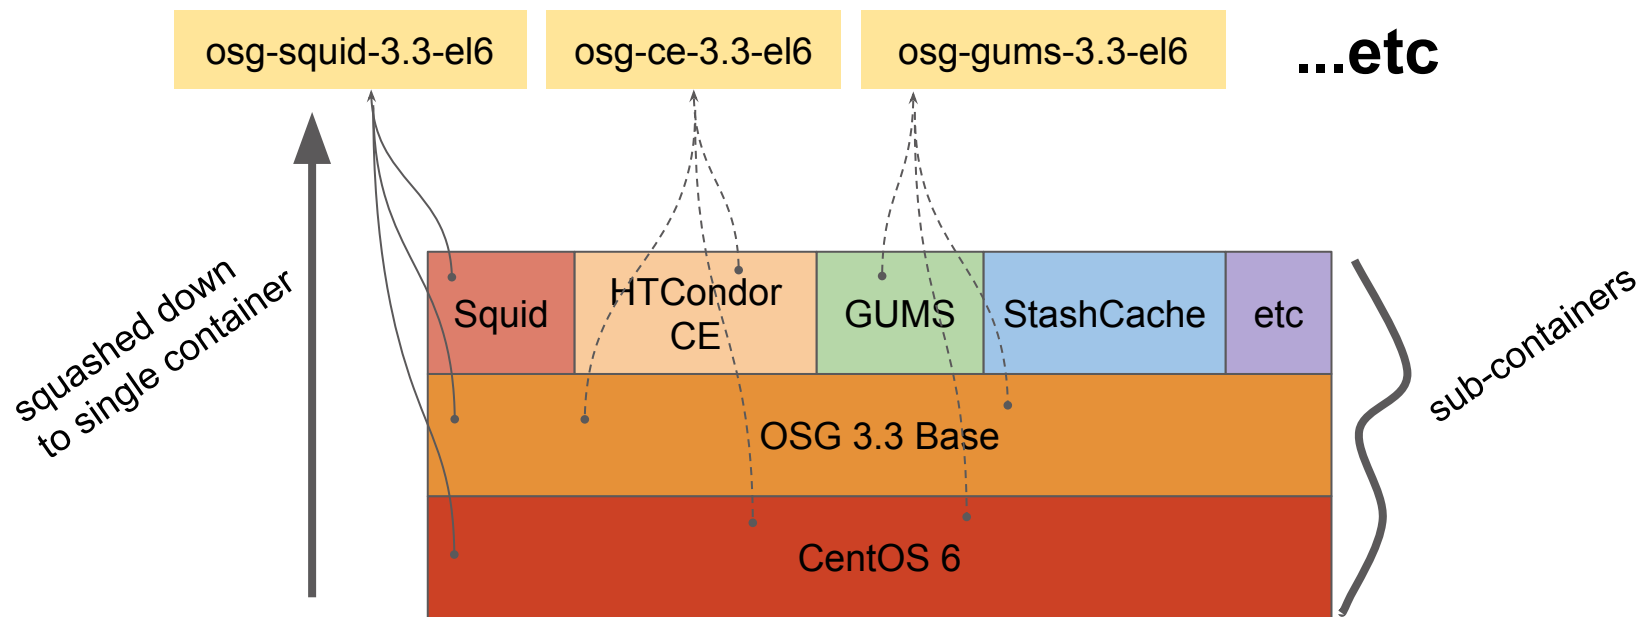 osg-squid-3.3-el6
osg-ce-3.3-el6
osg-gums-3.3-el6
...etc
squashed down
to single container
Squid
HTCondor
CE
GUMS
StashCache
etc
sub-containers
OSG 3.3 Base
CentOS 6